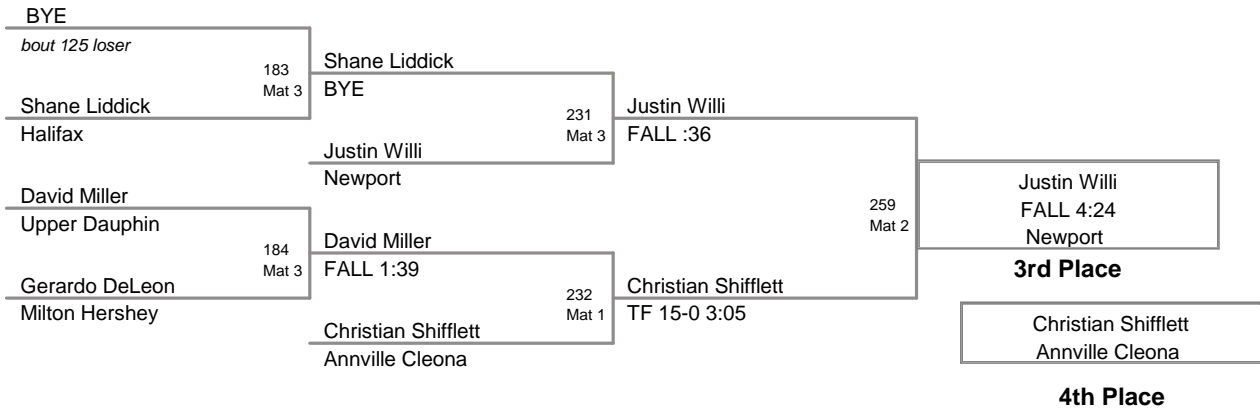 BYE
bout 125 loser
183
Mat 3
Shane Liddick
Halifax
Shane Liddick
BYE
231
Mat 3
Justin Willi
Newport
Justin Willi
FALL :36
David Miller
Upper Dauphin
184
Mat 3
Gerardo DeLeon
Milton Hershey
David Miller
FALL 1:39
232
Mat 1
Christian Shifflett
Annville Cleona
Christian Shifflett
TF 15-0 3:05
259
Mat 2
Justin Willi
FALL 4:24
Newport
3rd Place
Christian Shifflett
Annville Cleona
4th Place